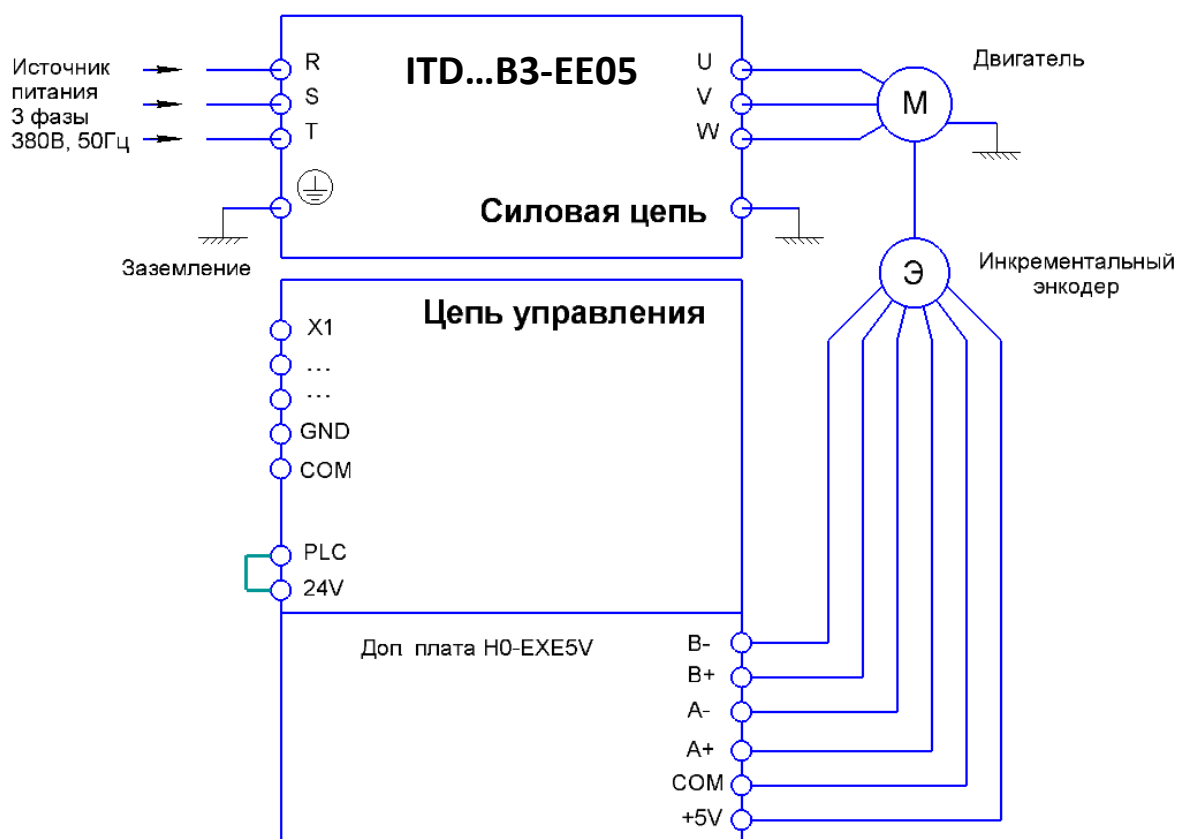 ITD...B3-EE05
Источник
питания
3 фазы
380В, 50Гц
R
S
T
U
V
W
М
Двигатель
Силовая цепь
Заземление
Э
Инкрементальный
энкодер
Цепь управления
X1
...
...
GND
COM
PLC
24V
Доп. плата H0-EXE5V
B-
B+
A-
A+
COM
+5V